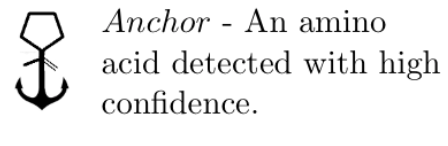 Anchor - An amino
acid detected with high
confidence.